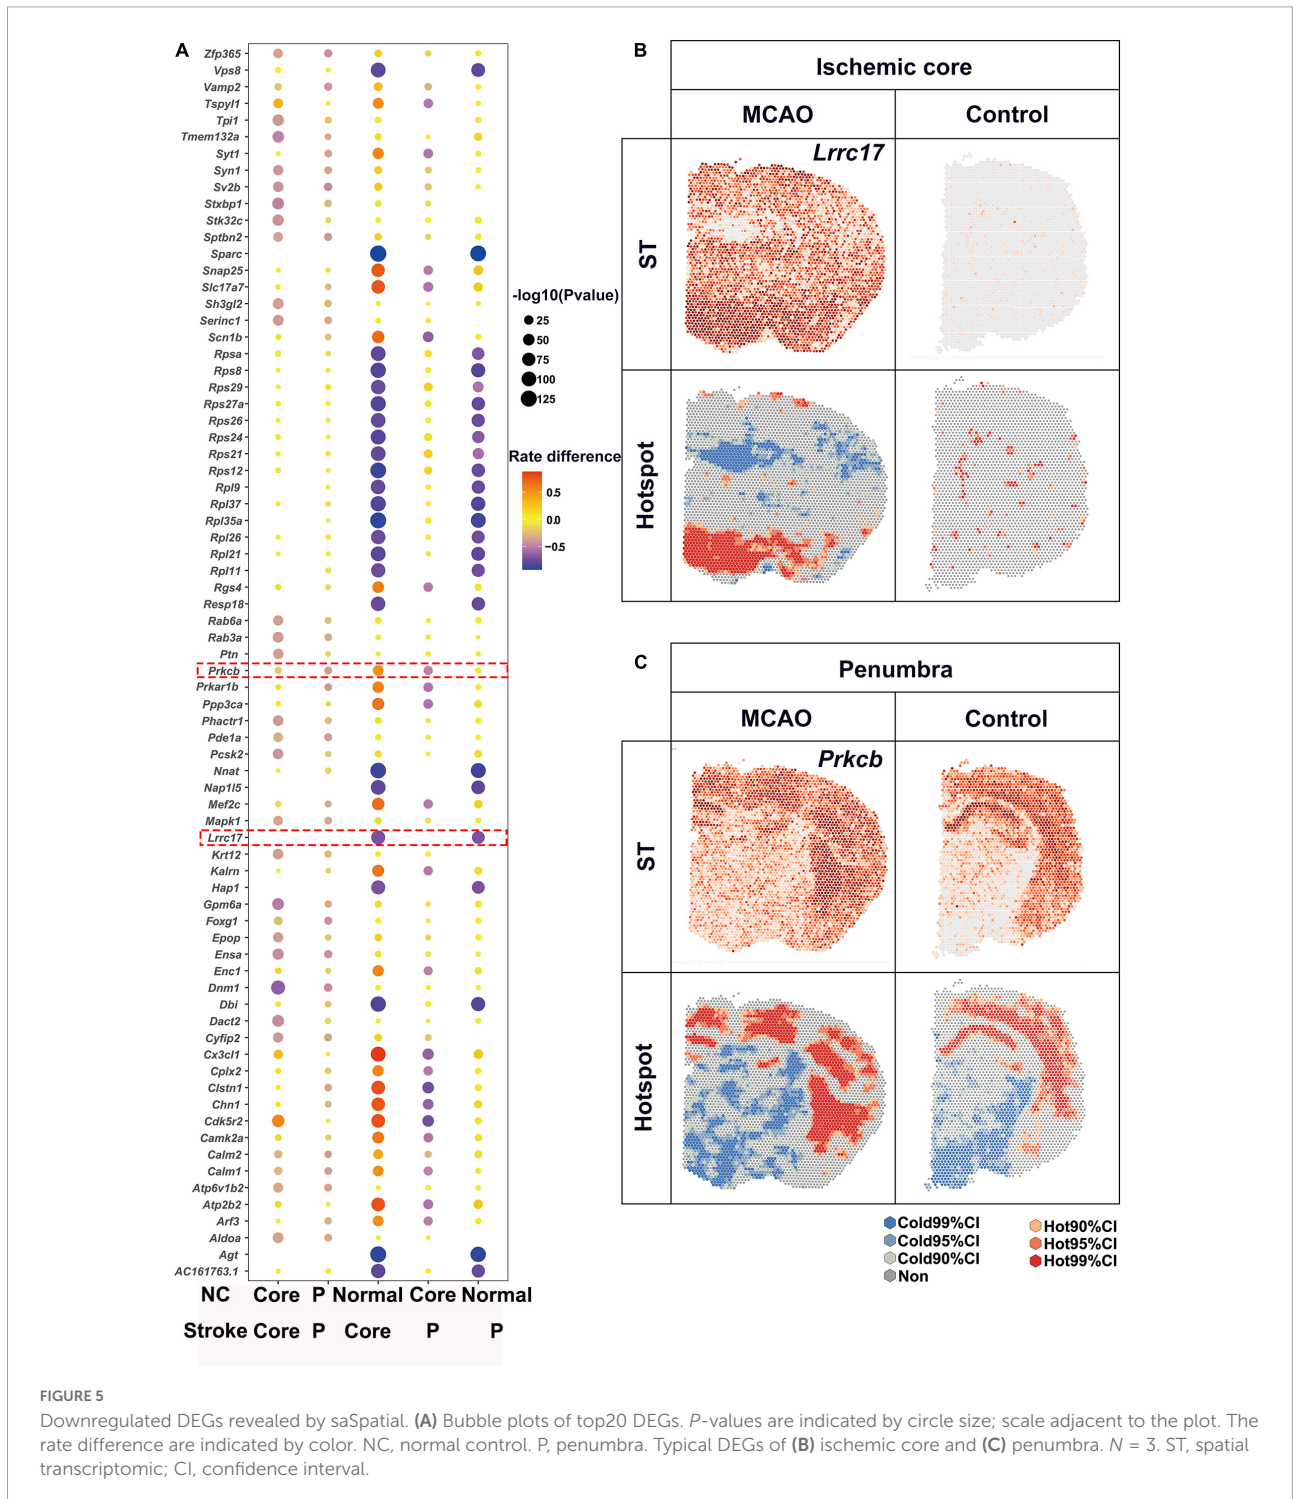 A
Zfp365
Vps8
Vamp2
Tspyl1
Tpi1
Tmem132a
Syt1
Syn1
Sv2b
Stxbp1
Stk32c
Sptbn2
Sparc
Snap25
Slc17a7
Sh3gl2
Serinc1
Scn1b
Rpsa
Rps8
Rps29
Rps27a
Rps26
Rps24
Rps21
Rps12
Rpl9
Rpl37
Rpl35a
Rpl26
Rpl21
Rpl11
Rgs4
Resp18
Rab6a
Rab3a
Ptn
Prkcb
Prkar1b
Ppp3ca
Phactr1
Pde1a
Pcsk2
Nnat
Nap1l5
Mef2c
Mapk1
Lrrc17
Krt12
Kalrn
Hap1
Gpm6a
Foxg1
Epop
Ensa
Enc1
Dnm1
Dbi
Dact2
Cyfip2
Cx3cl1
Cplx2
Clstn1
Chn1
Cdk5r2
Camk2a
Calm2
Calm1
Atp6v1b2
Atp2b2
Arf3
Aldoa
Agt
AC161763.1
NC Core P Normal Core Normal
Stroke Core P Core P P
-log10(Pvalue)
25
50
75
100
125
Rate difference
0.5
0.0
−0.5
B
Ischemic core
MCAO Control
ST
Lrrc17
Hotspot
C
Penumbra
MCAO Control
ST
Prkcb
Hotspot
Cold99%CI
Cold95%CI
Cold90%CI
Non
Hot90%CI
Hot95%CI
Hot99%CI
FIGURE 5
Downregulated DEGs revealed by saSpatial. (A) Bubble plots of top20 DEGs. P-values are indicated by circle size; scale adjacent to the plot. The
rate difference are indicated by color. NC, normal control. P, penumbra. Typical DEGs of (B) ischemic core and (C) penumbra. N = 3. ST, spatial
transcriptomic; CI, confidence interval.